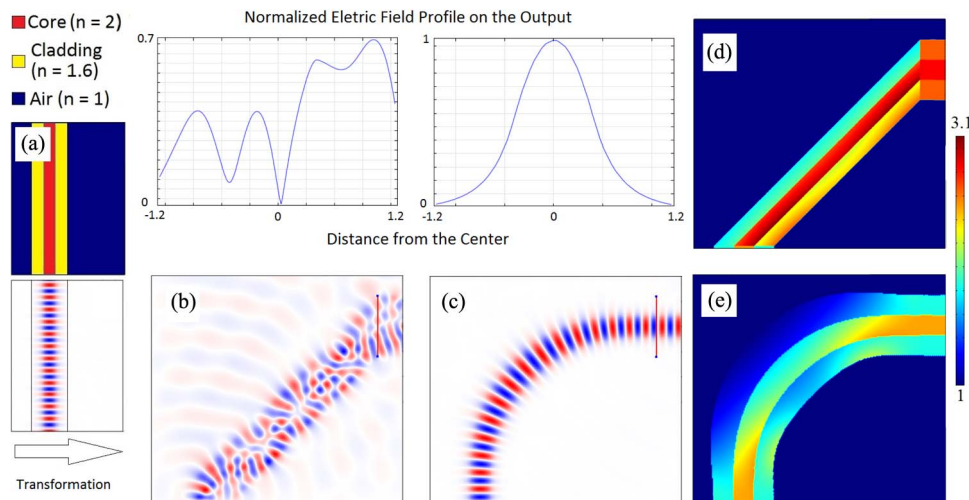 Core (n = 2)
Cladding
(n = 1.6)
Air (n = 1)
(a)
Transformation
Normalized Eletric Field Profile on the Output
0.7
0
-1.2
0
1.2
1
0
-1.2
0
1.2
Distance from the Center
(b)
(c)
(d)
(e)
3.1
1